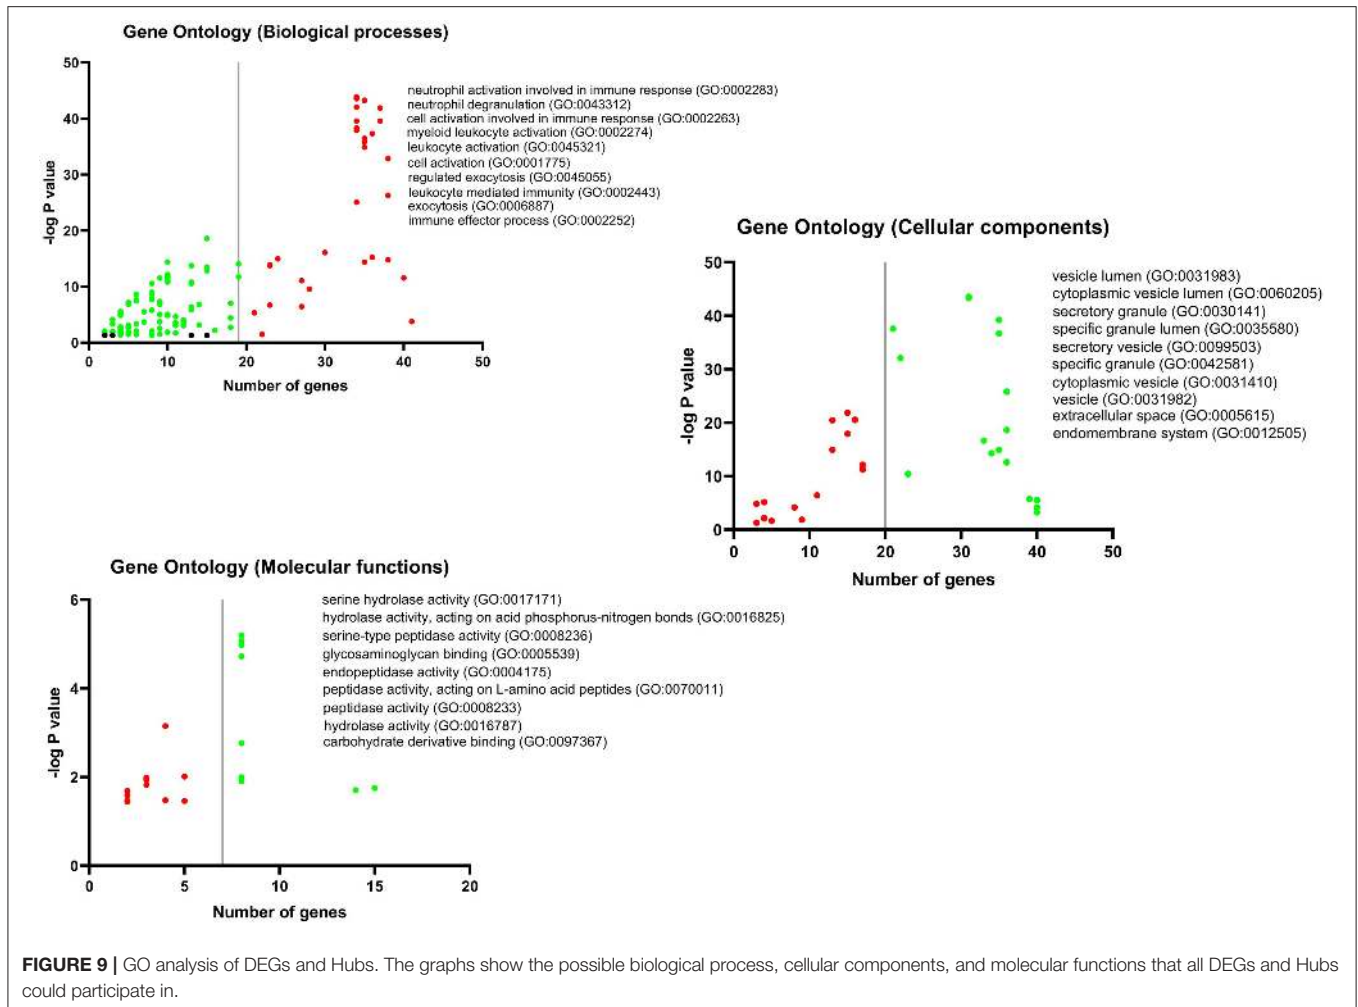 Gene Ontology (Biological processes)
50
40
30
20
10
0
-log P value
0 10 20 30 40 50
Number of genes
neutrophil activation involved in immune response (GO:0002283)
neutrophil degranulation (GO:0043312)
cell activation involved in immune response (GO:0002263)
myeloid leukocyte activation (GO:0002274)
leukocyte activation (GO:0045321)
cell activation (GO:0001775)
regulated exocytosis (GO:0045055)
leukocyte mediated immunity (GO:0002443)
exocytosis (GO:0006887)
immune effector process (GO:0002252)
Gene Ontology (Cellular components)
50
40
30
20
10
0
-log P value
0 10 20 30 40 50
Number of genes
vesicle lumen (GO:0031983)
cytoplasmic vesicle lumen (GO:0060205)
secretory granule (GO:0030141)
specific granule lumen (GO:0035580)
secretory vesicle (GO:0099503)
specific granule (GO:0042581)
cytoplasmic vesicle (GO:0031410)
vesicle (GO:0031982)
extracellular space (GO:0005615)
endomembrane system (GO:0012505)
Gene Ontology (Molecular functions)
6
4
2
0
-log P value
0 5 10 15 20
Number of genes
serine hydrolase activity (GO:0017171)
hydrolase activity, acting on acid phosphorus-nitrogen bonds (GO:0016825)
serine-type peptidase activity (GO:0008236)
glycosaminoglycan binding (GO:0005539)
endopeptidase activity (GO:0004175)
peptidase activity, acting on L-amino acid peptides (GO:0070011)
peptidase activity (GO:0008233)
hydrolase activity (GO:0016787)
carbohydrate derivative binding (GO:0097367)
FIGURE 9 | GO analysis of DEGs and Hubs. The graphs show the possible biological process, cellular components, and molecular functions that all DEGs and Hubs
could participate in.